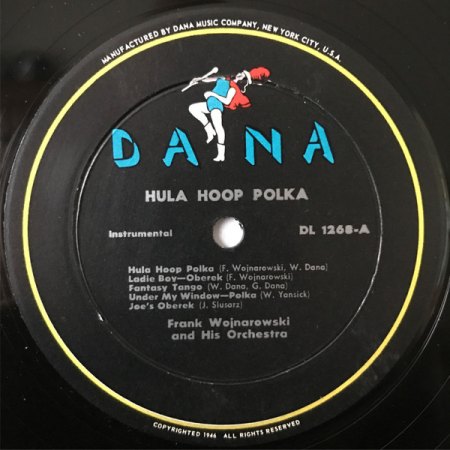 MANUFACTURED BY DANA MUSIC COMPANY, NEW YORK CITY, U.S.A.
DANA
HULA HOOP POLKA
Instrumental DL 1268-A
Hula Hoop Polka (F. Wojnarowski, W. Dana)
Ladie Boy—Oberek (F. Wojnarowski)
Fantasy Tango (W. Dana, G. Dana)
Under My Window—Polka (W. Yansick)
Joe's Oberek (J. Slusarz)
Frank Wojnarowski
and His Orchestra
COPYRIGHTED 1946 ALL RIGHTS RESERVED